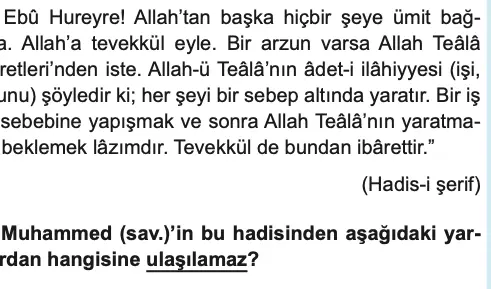 Ebû Hureyre! Allah’tan başka hiçbir şeye ümit bağ-
a. Allah’a tevekkül eyle. Bir arzun varsa Allah Teâlâ
retleri’nden iste. Allah-ü Teâlâ’nın âdet-i ilâhiyyesi (işi,
unu) şöyledir ki; her şeyi bir sebep altında yaratır. Bir iş
sebebine yapışmak ve sonra Allah Teâlâ’nın yaratma-
beklemek lâzımdır. Tevekkül de bundan ibârettir.”
(Hadis-i şerif)
Muhammed (sav.)’in bu hadisinden aşağıdaki yar-
rdan hangisine ulaşılamaz?